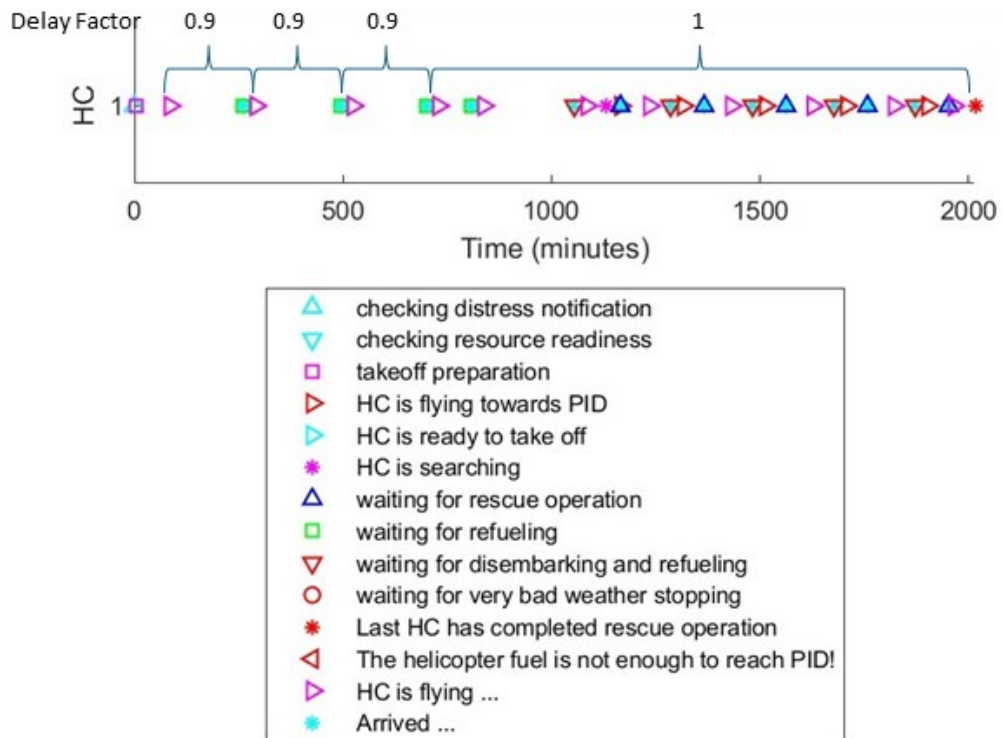 Delay Factor 0.9 0.9 0.9 1
HC
1
0 500 1000 1500 2000
Time (minutes)
checking distress notification
checking resource readiness
takeoff preparation
HC is flying towards PID
HC is ready to take off
HC is searching
waiting for rescue operation
waiting for refueling
waiting for disembarking and refueling
waiting for very bad weather stopping
Last HC has completed rescue operation
The helicopter fuel is not enough to reach PID!
HC is flying ...
Arrived ...